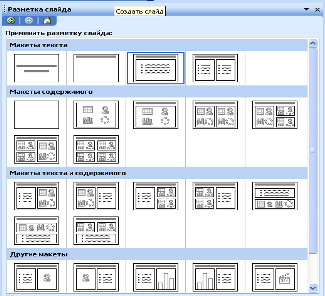 Разметка слайда
Создать слайд
Применить разметку слайда:
Макеты текста
Макеты содержимого
Макеты текста и содержимого
Другие макеты